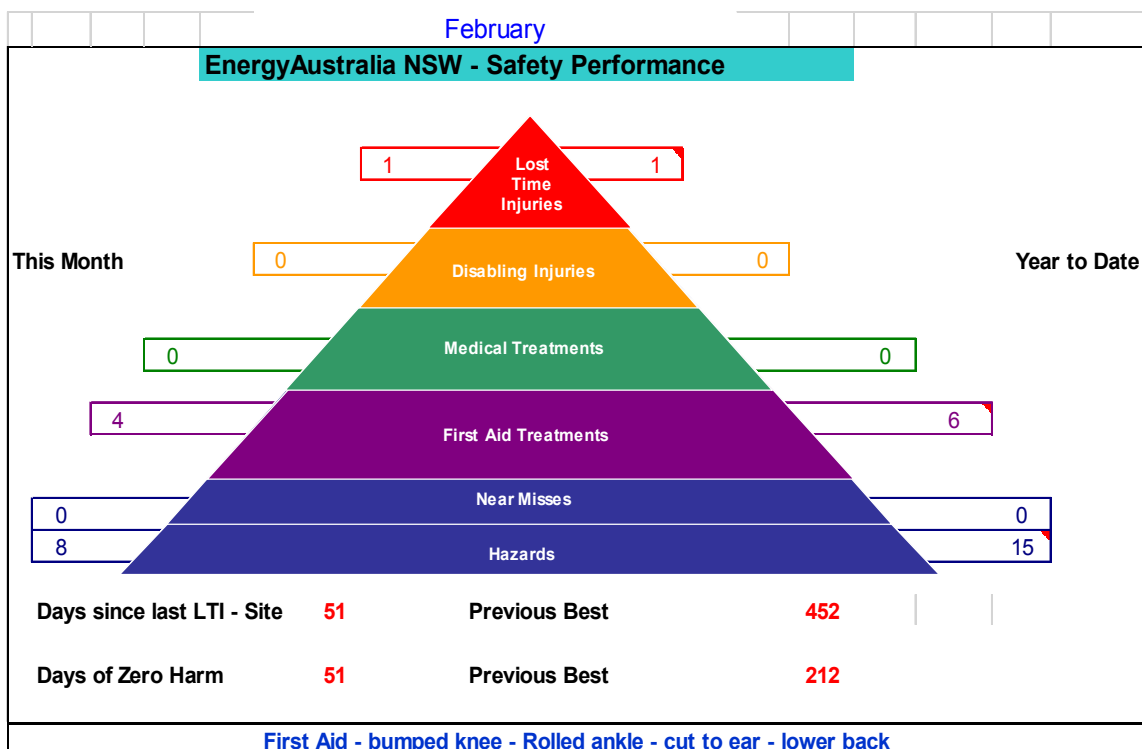 February
EnergyAustralia NSW - Safety Performance
1
Lost
Time
Injuries
1
This Month
0
Disabling Injuries
0
Year to Date
0
Medical Treatments
0
4
First Aid Treatments
6
0
Near Misses
0
8
Hazards
15
Days since last LTI - Site 51 Previous Best 452
Days of Zero Harm 51 Previous Best 212
First Aid - bumped knee - Rolled ankle - cut to ear - lower back